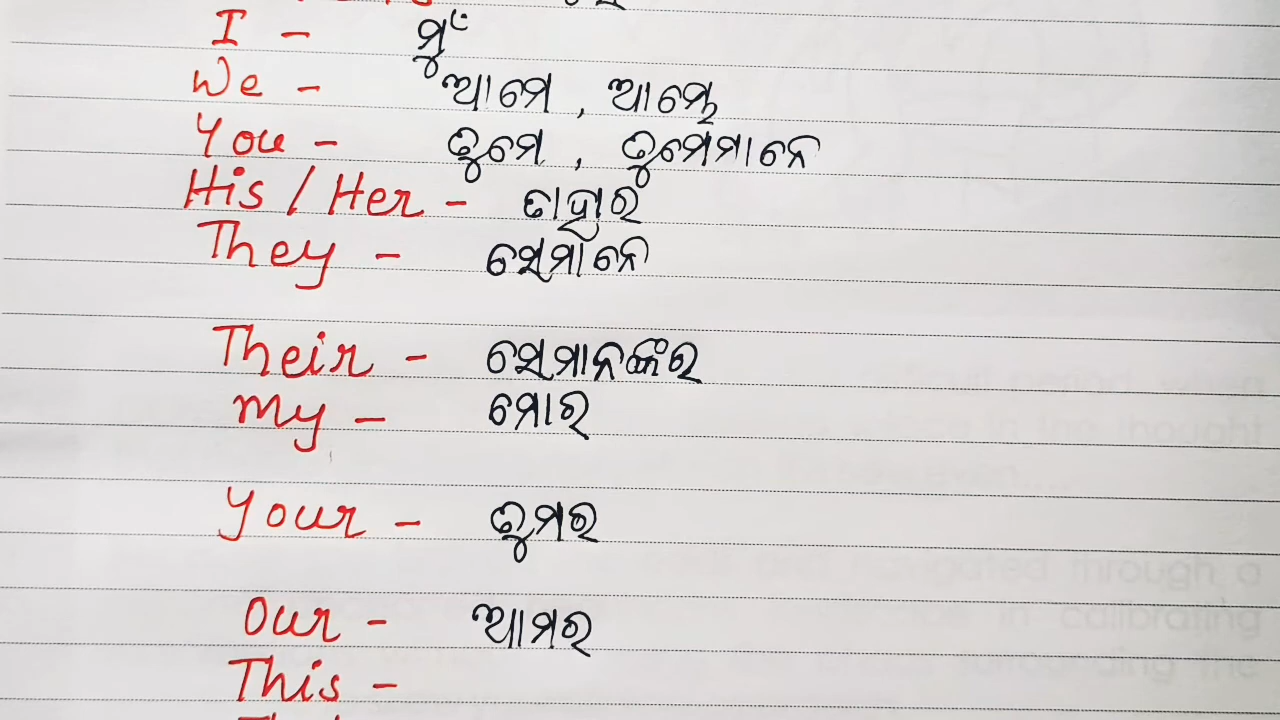 I - ମୁଁ
We - ଆମେ , ଆମ୍ଭେ
You - ତୁମେ , ତୁମେମାନେ
His / Her - ତାହାର
They - ସେମାନେ
Their - ସେମାନଙ୍କର
My - ମୋର
Your - ତୁମର
Our - ଆମର
This -